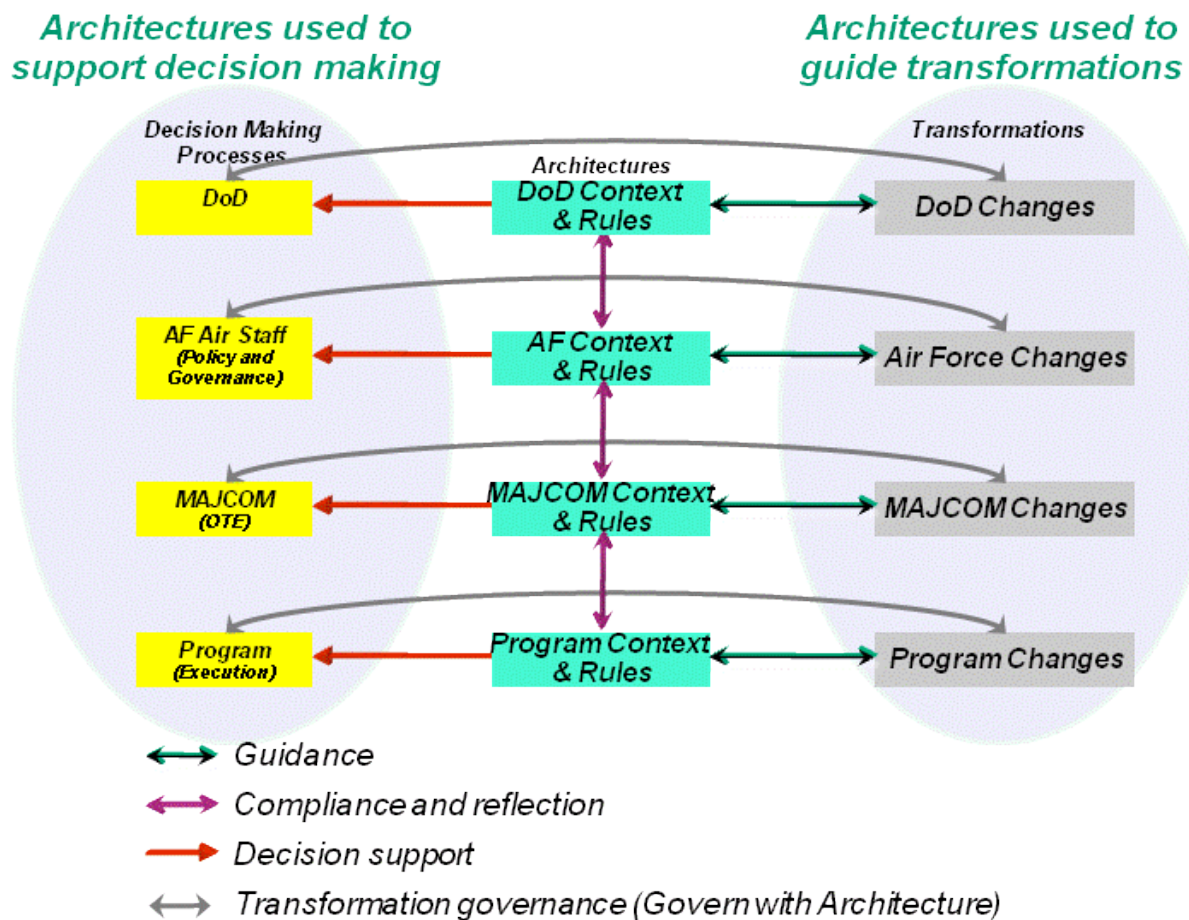 Architectures used to
support decision making
Architectures used to
guide transformations
Decision Making
Processes
Architectures
Transformations
DoD
DoD Context
& Rules
DoD Changes
AF Air Staff
(Policy and
Governance)
AF Context
& Rules
Air Force Changes
MAJCOM
(OTE)
MAJCOM Context
& Rules
MAJCOM Changes
Program
(Execution)
Program Context
& Rules
Program Changes
Guidance
Compliance and reflection
Decision support
Transformation governance (Govern with Architecture)